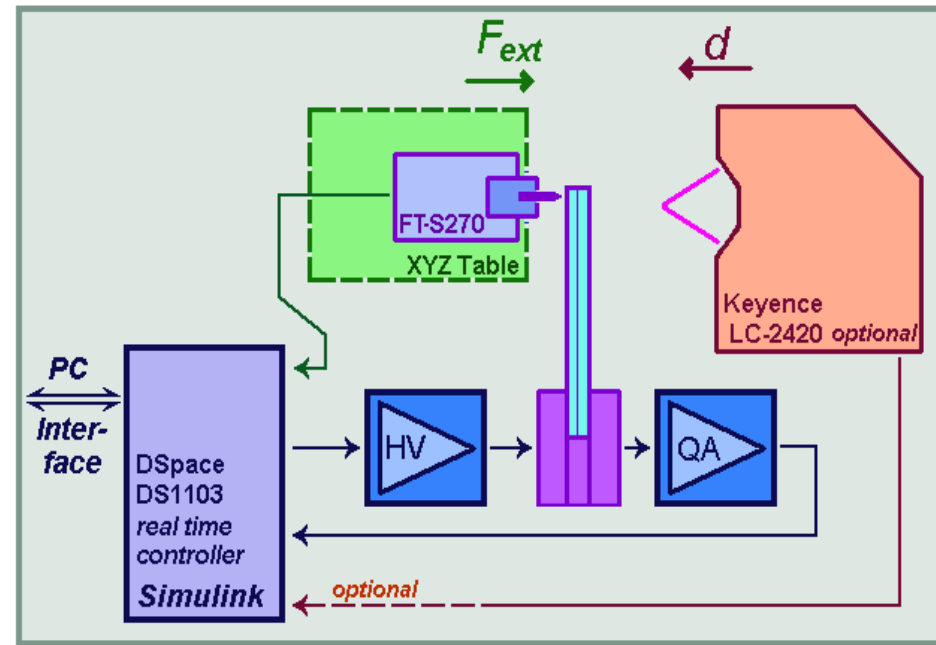 F ext
d
FT-S270
XYZ Table
Keyence
LC-2420 optional
PC
Inter-
face
HV
QA
DSpace
DS1103
real time
controller
Simulink
optional